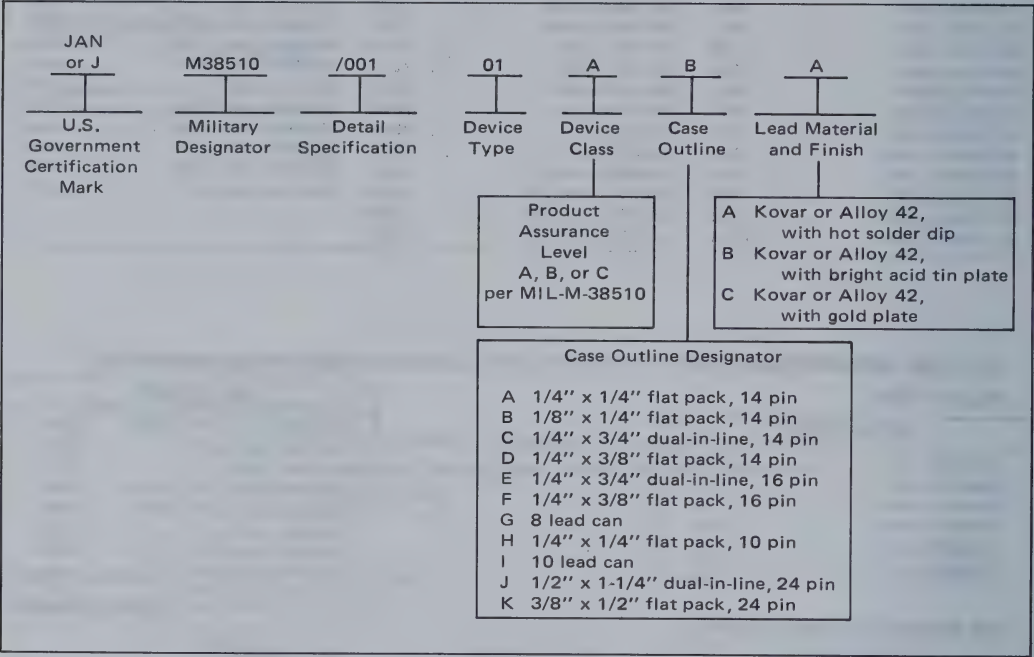 JAN
or J M38510 /001 01 A B A
U.S. Military Detail Device Device Case Lead Material
Government Designator Specification Type Class Outline and Finish
Certification
Mark
Product
Assurance
Level
A, B, or C
per MIL-M-38510
A Kovar or Alloy 42,
with hot solder dip
B Kovar or Alloy 42,
with bright acid tin plate
C Kovar or Alloy 42,
with gold plate
Case Outline Designator
A 1/4" x 1/4" flat pack, 14 pin
B 1/8" x 1/4" flat pack, 14 pin
C 1/4" x 3/4" dual-in-line, 14 pin
D 1/4" x 3/8" flat pack, 14 pin
E 1/4" x 3/4" dual-in-line, 16 pin
F 1/4" x 3/8" flat pack, 16 pin
G 8 lead can
H 1/4" x 1/4" flat pack, 10 pin
I 10 lead can
J 1/2" x 1-1/4" dual-in-line, 24 pin
K 3/8" x 1/2" flat pack, 24 pin